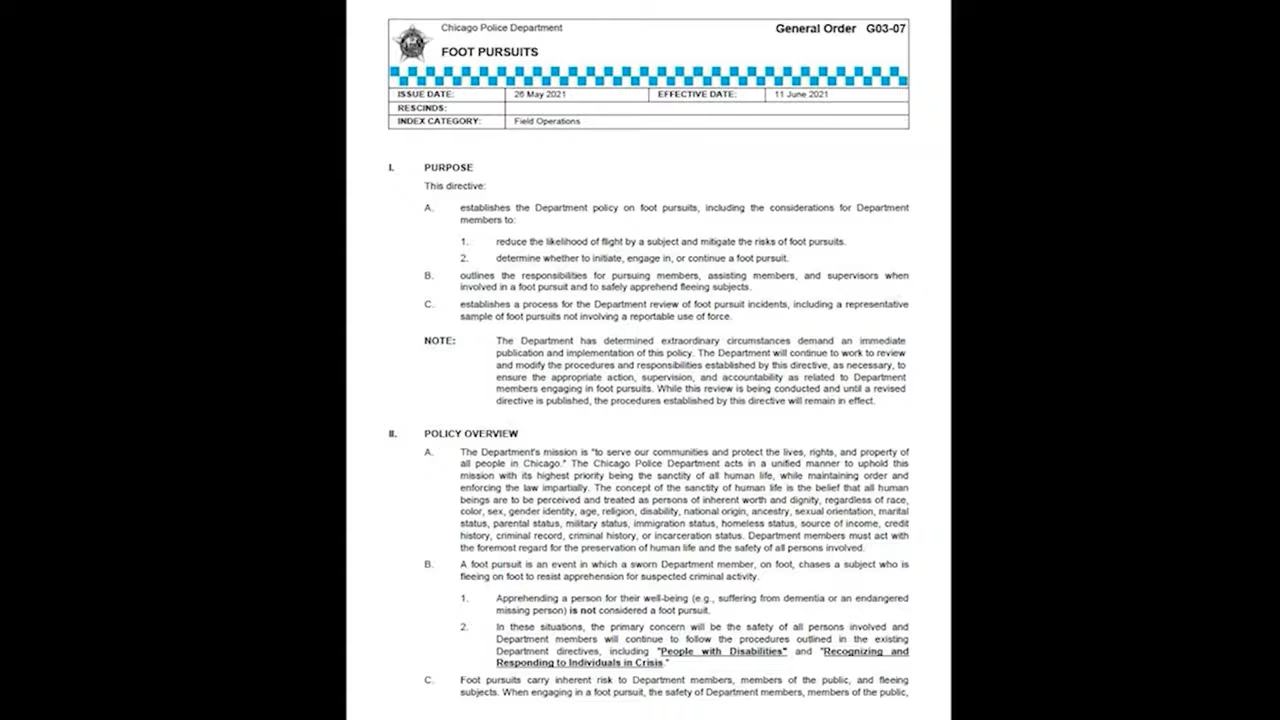 Chicago Police Department
General Order G03-07
FOOT PURSUITS
ISSUE DATE: 26 May 2021 EFFECTIVE DATE: 11 June 2021
RESCINDS:
INDEX CATEGORY: Field Operations
I. PURPOSE
This directive:
A. establishes the Department policy on foot pursuits, including the considerations for Department
members to:
1. reduce the likelihood of flight by a subject and mitigate the risks of foot pursuits.
2. determine whether to initiate, engage in, or continue a foot pursuit.
B. outlines the responsibilities for pursuing members, assisting members, and supervisors when
involved in a foot pursuit and to safely apprehend fleeing subjects.
C. establishes a process for the Department review of foot pursuit incidents, including a representative
sample of foot pursuits not involving a reportable use of force.
NOTE: The Department has determined extraordinary circumstances demand an immediate
publication and implementation of this policy. The Department will continue to work to review
and modify the procedures and responsibilities established by this directive, as necessary, to
ensure the appropriate action, supervision, and accountability as related to Department
members engaging in foot pursuits. While this review is being conducted and until a revised
directive is published, the procedures established by this directive will remain in effect.
II. POLICY OVERVIEW
A. The Department's mission is "to serve our communities and protect the lives, rights, and property of
all people in Chicago." The Chicago Police Department acts in a unified manner to uphold this
mission with its highest priority being the sanctity of all human life, while maintaining order and
enforcing the law impartially. The concept of the sanctity of human life is the belief that all human
beings are to be perceived and treated as persons of inherent worth and dignity, regardless of race,
color, sex, gender identity, age, religion, disability, national origin, ancestry, sexual orientation, marital
status, parental status, military status, immigration status, homeless status, source of income, credit
history, criminal record, criminal history, or incarceration status. Department members must act with
the foremost regard for the preservation of human life and the safety of all persons involved.
B. A foot pursuit is an event in which a sworn Department member, on foot, chases a subject who is
fleeing on foot to resist apprehension for suspected criminal activity.
1. Apprehending a person for their well-being (e.g., suffering from dementia or an endangered
missing person) is not considered a foot pursuit.
2. In these situations, the primary concern will be the safety of all persons involved and
Department members will continue to follow the procedures outlined in the existing
Department directives, including "People with Disabilities" and "Recognizing and
Responding to Individuals in Crisis."
C. Foot pursuits carry inherent risk to Department members, members of the public, and fleeing
subjects. When engaging in a foot pursuit, the safety of Department members, members of the public,